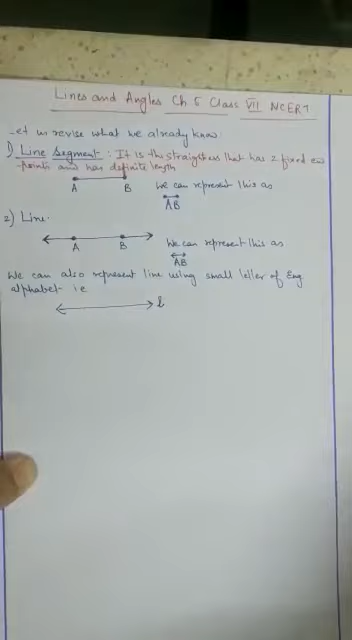 Lines and Angles Ch 5 Class VII NCERT
Let us revise what we already know.
1) Line Segment : It is the straight line that has 2 fixed end
points and has definite length
A B We can represent this as
AB
2) Line.
A B We can represent this as
AB
We can also represent line using small letter of Eng.
alphabet i.e
l